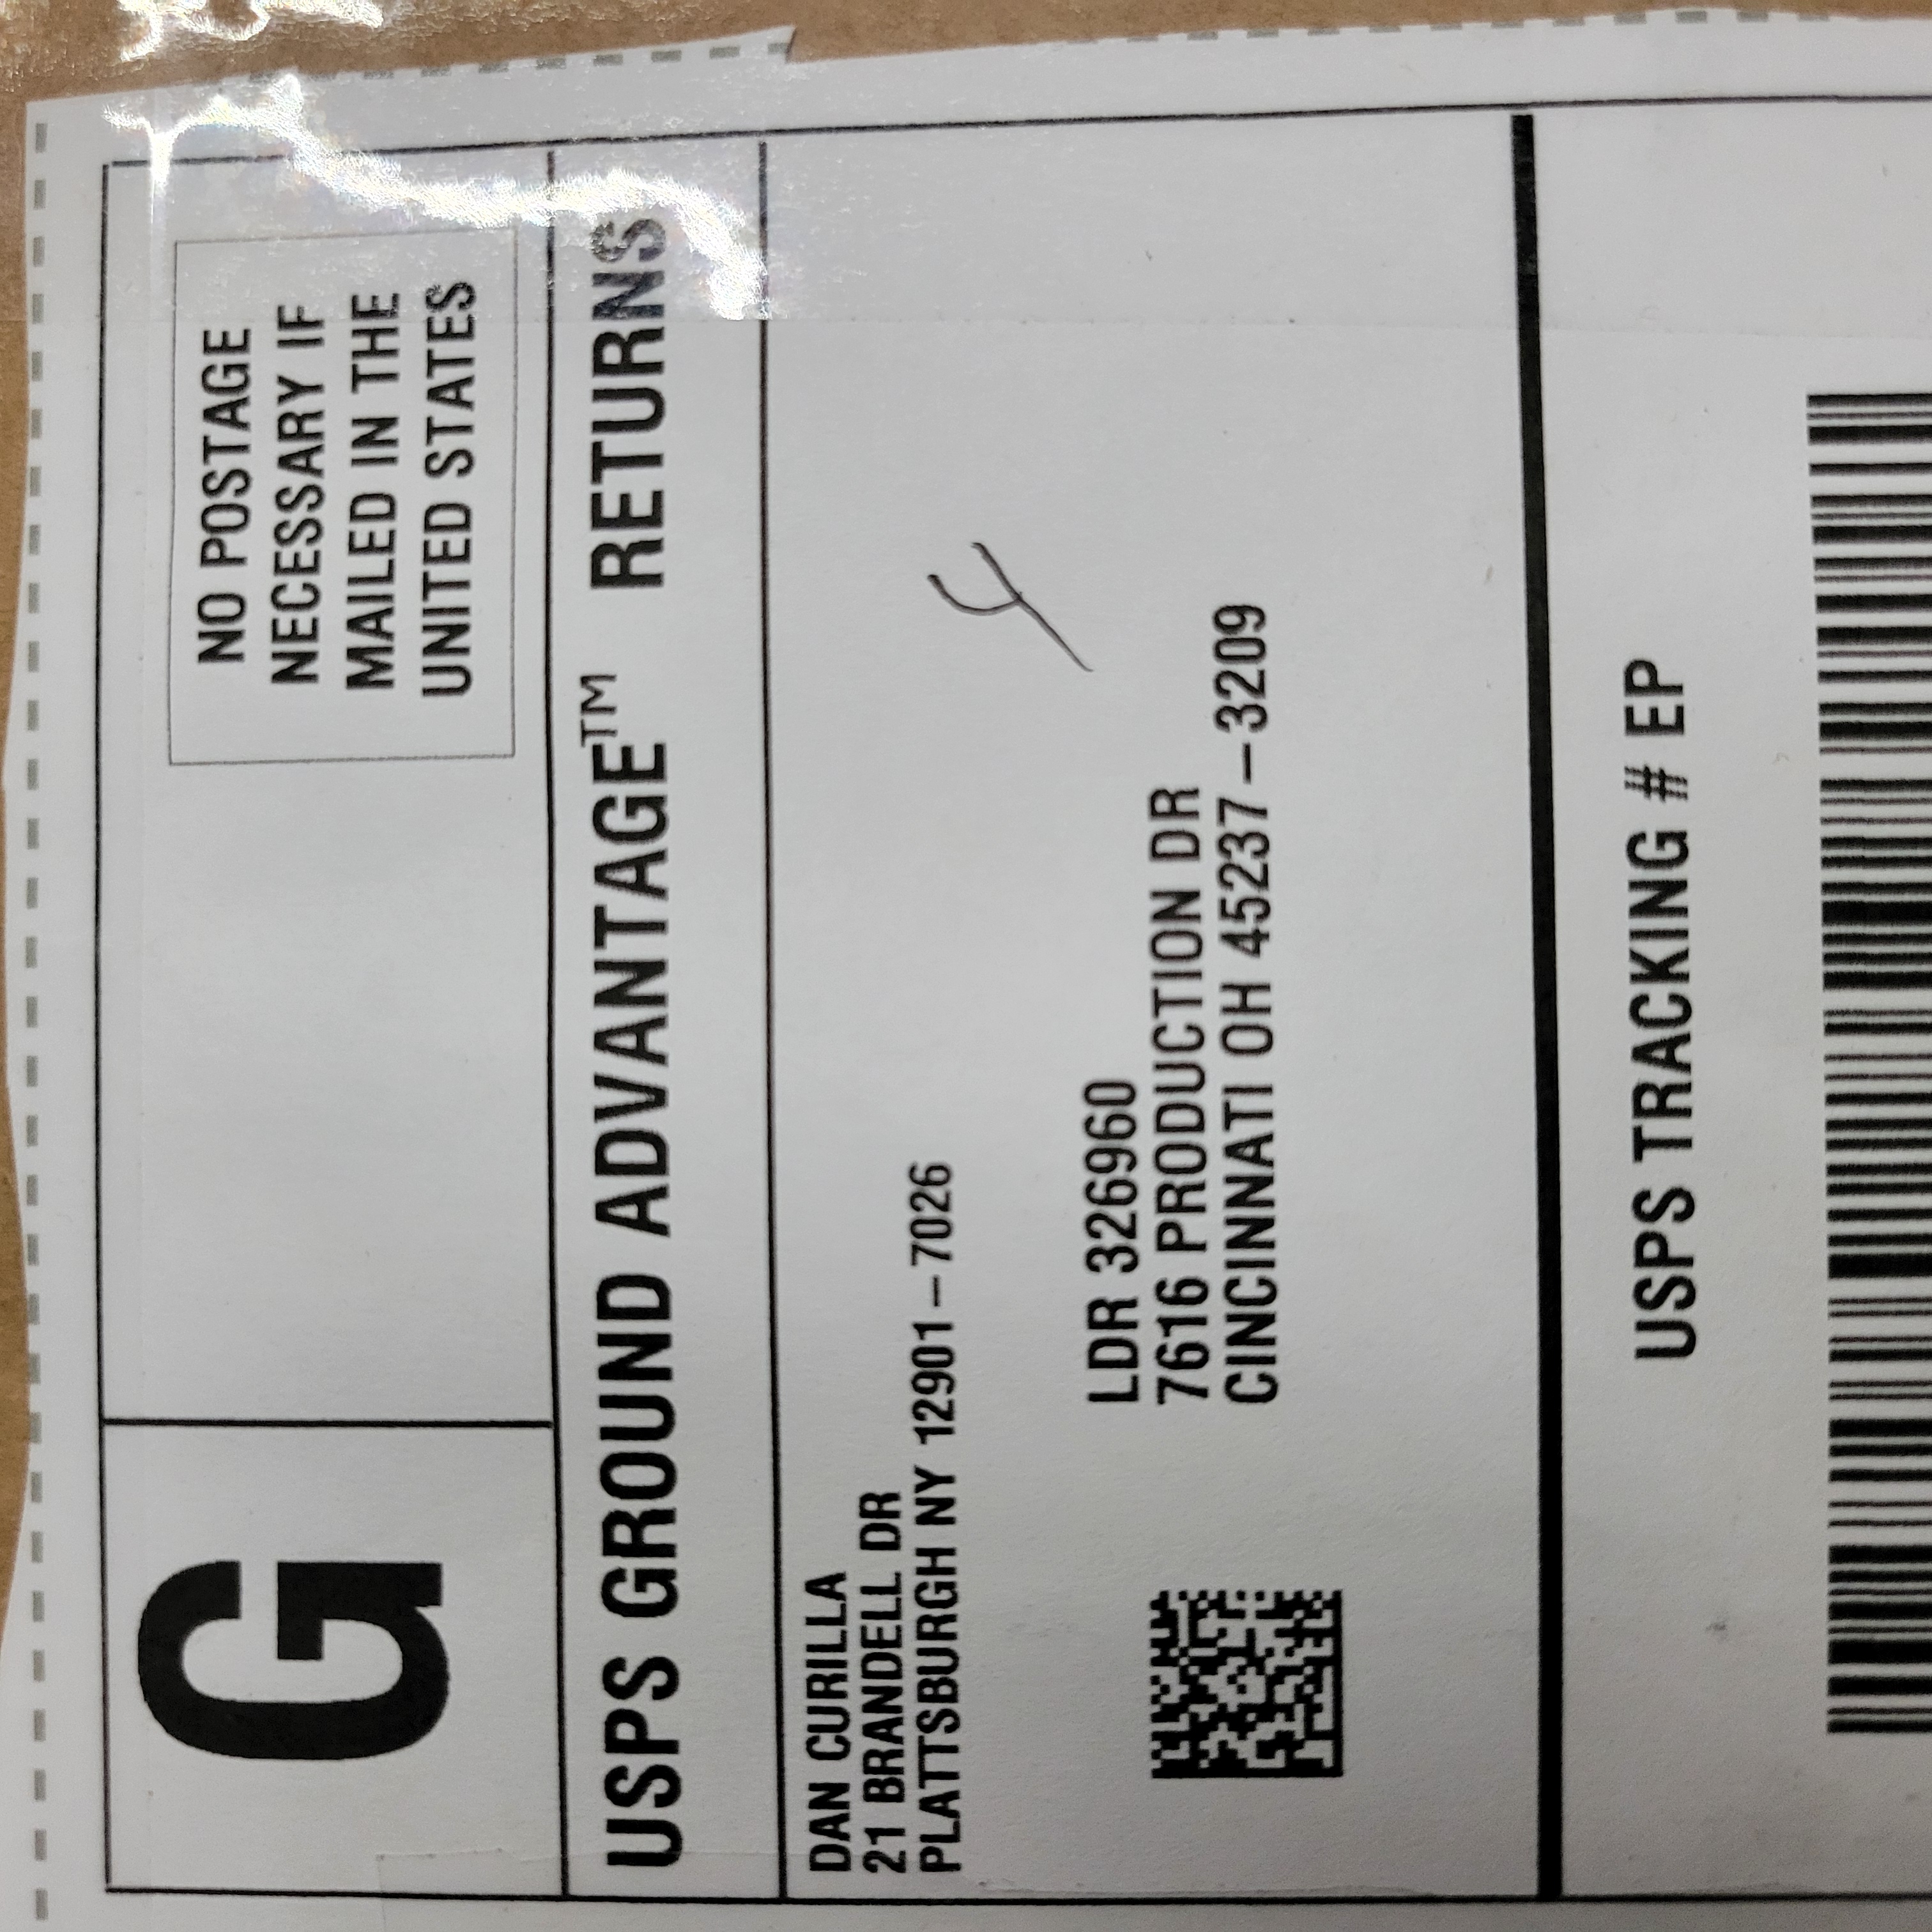 G
NO POSTAGE
NECESSARY IF
MAILED IN THE
UNITED STATES
USPS GROUND ADVANTAGE™ RETURNS
DAN CURILLA
21 BRANDELL DR
PLATTSBURGH NY 12901-7026
LDR 326960
7616 PRODUCTION DR
CINCINNATI OH 45237-3209
USPS TRACKING # EP